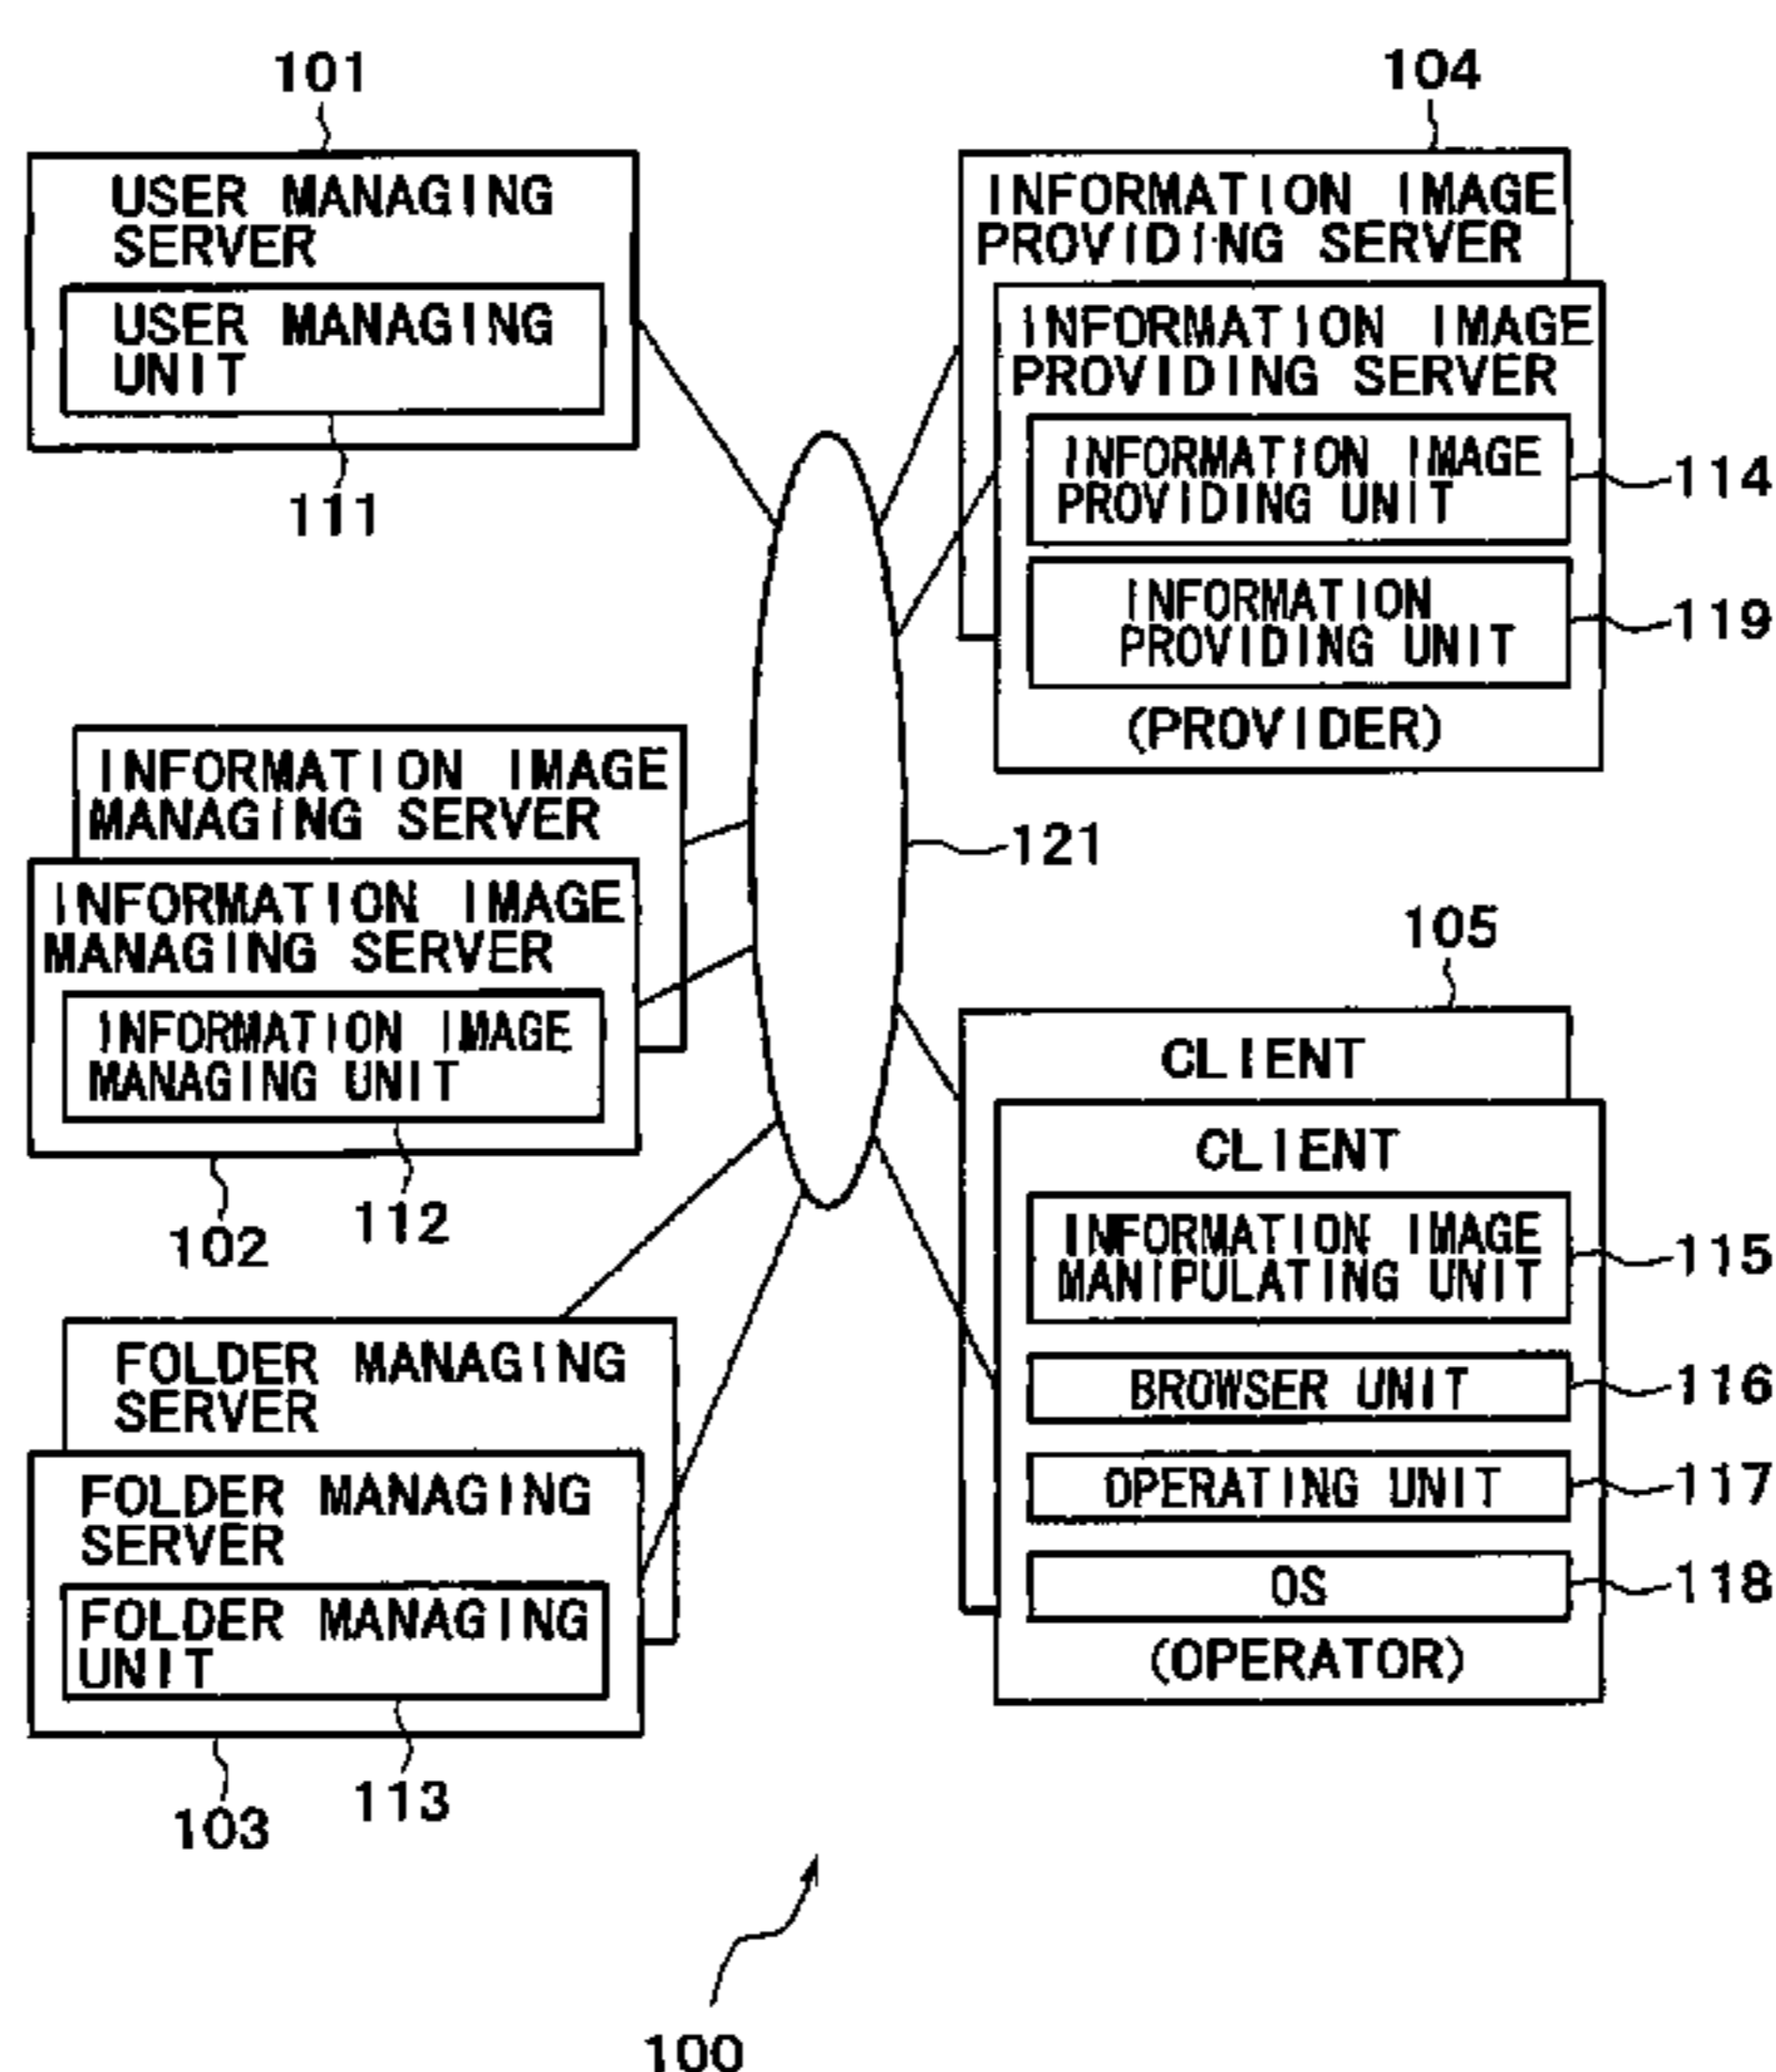 101
USER MANAGING
SERVER
USER MANAGING
UNIT
111
INFORMATION IMAGE
MANAGING SERVER
INFORMATION IMAGE
MANAGING SERVER
INFORMATION IMAGE
MANAGING UNIT
112
102
FOLDER MANAGING
SERVER
FOLDER MANAGING
SERVER
FOLDER MANAGING
UNIT
113
103
104
INFORMATION IMAGE
PROVIDING SERVER
INFORMATION IMAGE
PROVIDING SERVER
INFORMATION IMAGE
PROVIDING UNIT
114
INFORMATION
PROVIDING UNIT
119
(PROVIDER)
121
105
CLIENT
CLIENT
INFORMATION IMAGE
MANIPULATING UNIT
115
BROWSER UNIT
116
OPERATING UNIT
117
OS
118
(OPERATOR)
100